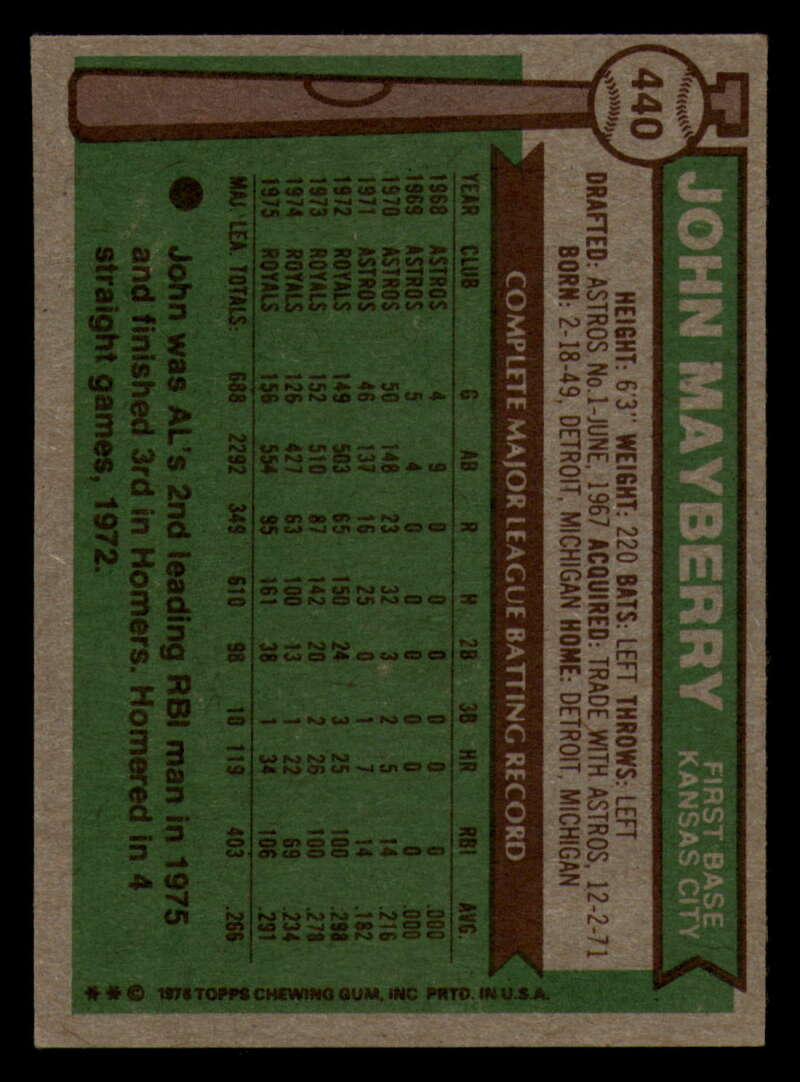 440
T
JOHN MAYBERRY
FIRST BASE
KANSAS CITY
HEIGHT: 6'3" WEIGHT: 220 BATS: LEFT THROWS: LEFT
DRAFTED: ASTROS No.1-JUNE, 1967 ACQUIRED: TRADE WITH ASTROS, 12-2-71
BORN: 2-18-49, DETROIT, MICHIGAN HOME: DETROIT, MICHIGAN
COMPLETE MAJOR LEAGUE BATTING RECORD
YEAR CLUB G AB R H 2B 3B HR RBI AVG.
1968 ASTROS 4 9 0 0 0 0 0 0 .000
1969 ASTROS 5 4 0 0 0 0 0 0 .000
1970 ASTROS 50 148 23 32 3 2 5 14 .216
1971 ASTROS 46 137 16 25 0 1 7 14 .182
1972 ROYALS 149 503 65 150 24 3 25 100 .298
1973 ROYALS 152 510 87 142 20 2 26 100 .278
1974 ROYALS 126 427 63 100 13 1 22 69 .234
1975 ROYALS 156 554 95 161 38 1 34 106 .291
MAJ. LEA. TOTALS: 688 2292 349 610 98 10 119 403 .266
John was AL's 2nd leading RBI man in 1975
and finished 3rd in Homers. Homered in 4
straight games, 1972.
** © 1976 TOPPS CHEWING GUM, INC PRTD. IN U.S.A.